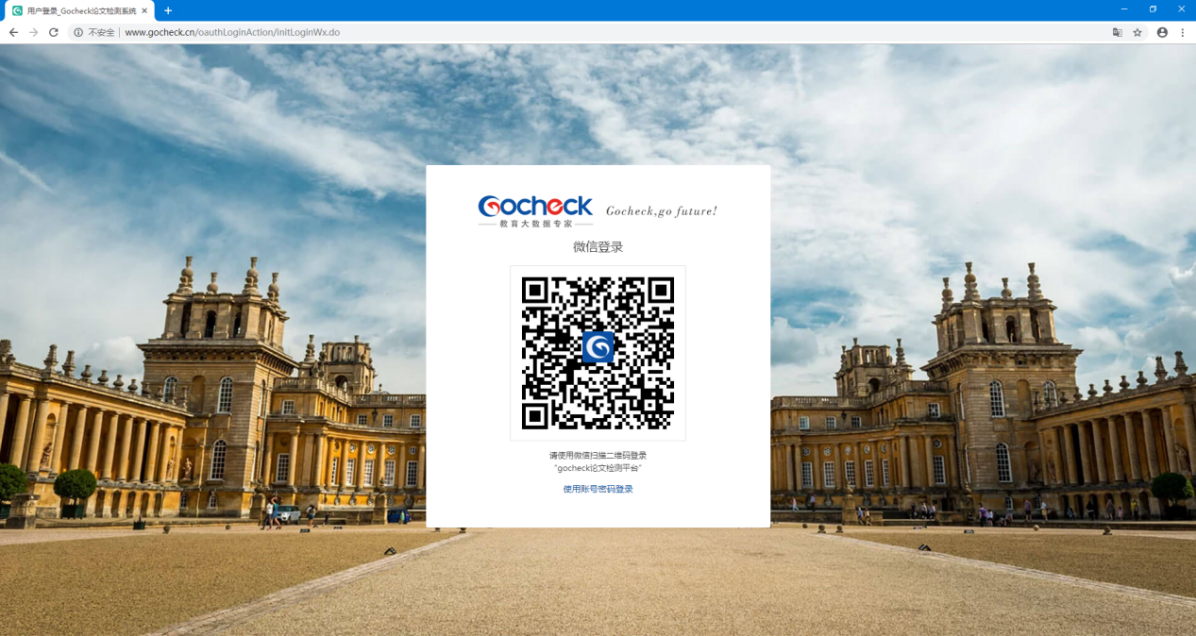 用户登录_Gocheck论文检测系统
不安全 | www.gocheck.cn/oauthLoginAction/initLoginWx.do
Gocheck
教育大数据专家
Gocheck,go future!
微信登录
请使用微信扫描二维码登录
"gocheck论文检测平台"
使用账号密码登录